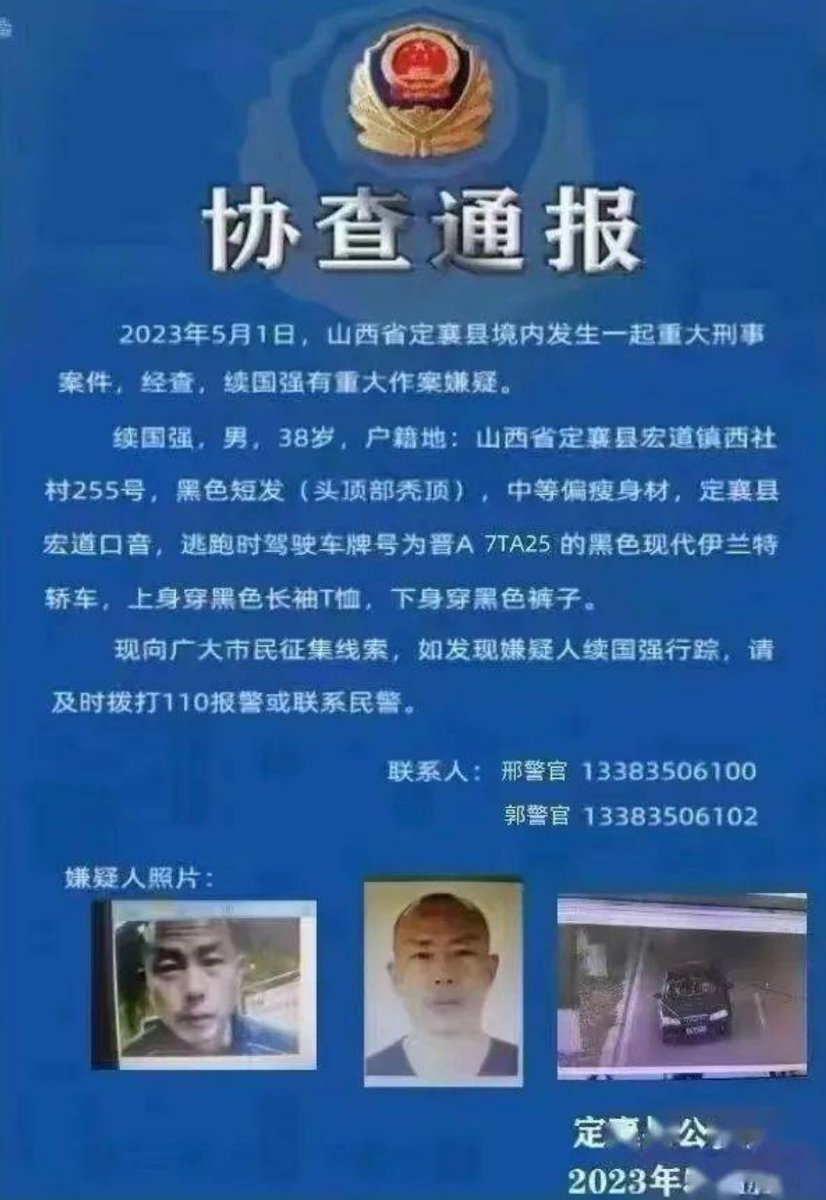 协查通报
2023年5月1日，山西省定襄县境内发生一起重大刑事
案件，经查，续国强有重大作案嫌疑。
续国强，男，38岁，户籍地：山西省定襄县宏道镇西社
村255号，黑色短发（头顶部秃顶），中等偏瘦身材，定襄县
宏道口音，逃跑时驾驶车牌号为晋A 7TA25 的黑色现代伊兰特
轿车，上身穿黑色长袖T恤，下身穿黑色裤子。
现向广大市民征集线索，如发现嫌疑人续国强行踪，请
及时拨打110报警或联系民警。
联系人：邢警官 13383506100
郭警官 13383506102
嫌疑人照片：
定襄 公
2023年